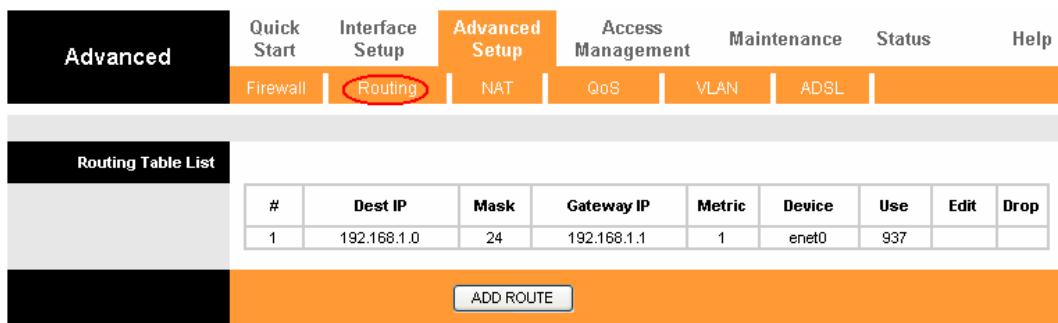 Advanced
Quick Start
Interface Setup
Advanced Setup
Access Management
Maintenance
Status
Help
Firewall
Routing
NAT
QoS
VLAN
ADSL
Routing Table List
# Dest IP Mask Gateway IP Metric Device Use Edit Drop
1 192.168.1.0 24 192.168.1.1 1 enet0 937
ADD ROUTE